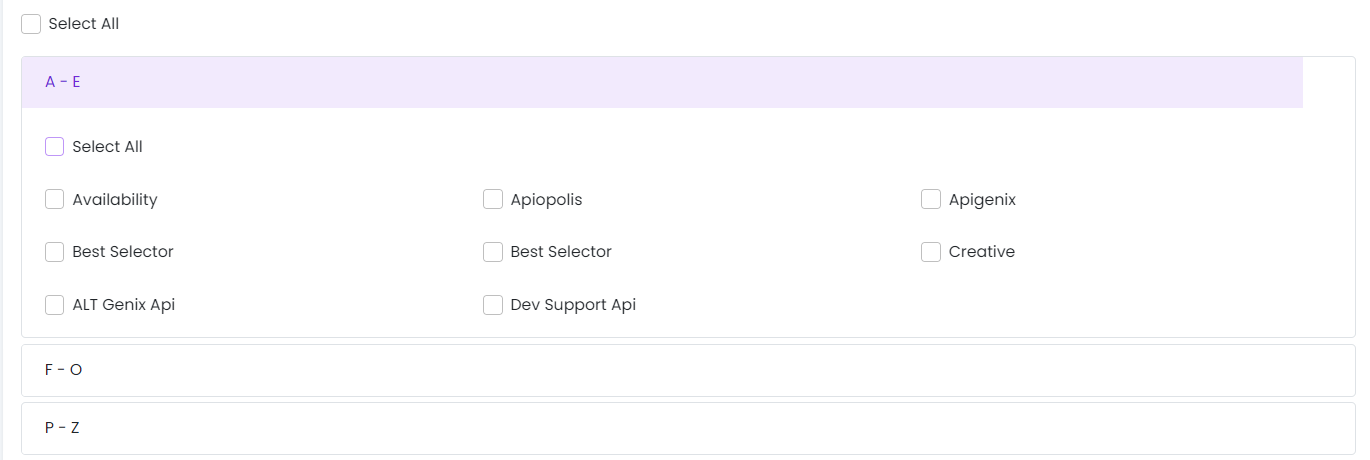 Select All
A - E
Select All
Availability Apiopolis Apigenix
Best Selector Best Selector Creative
ALT Genix Api Dev Support Api
F - O
P - Z